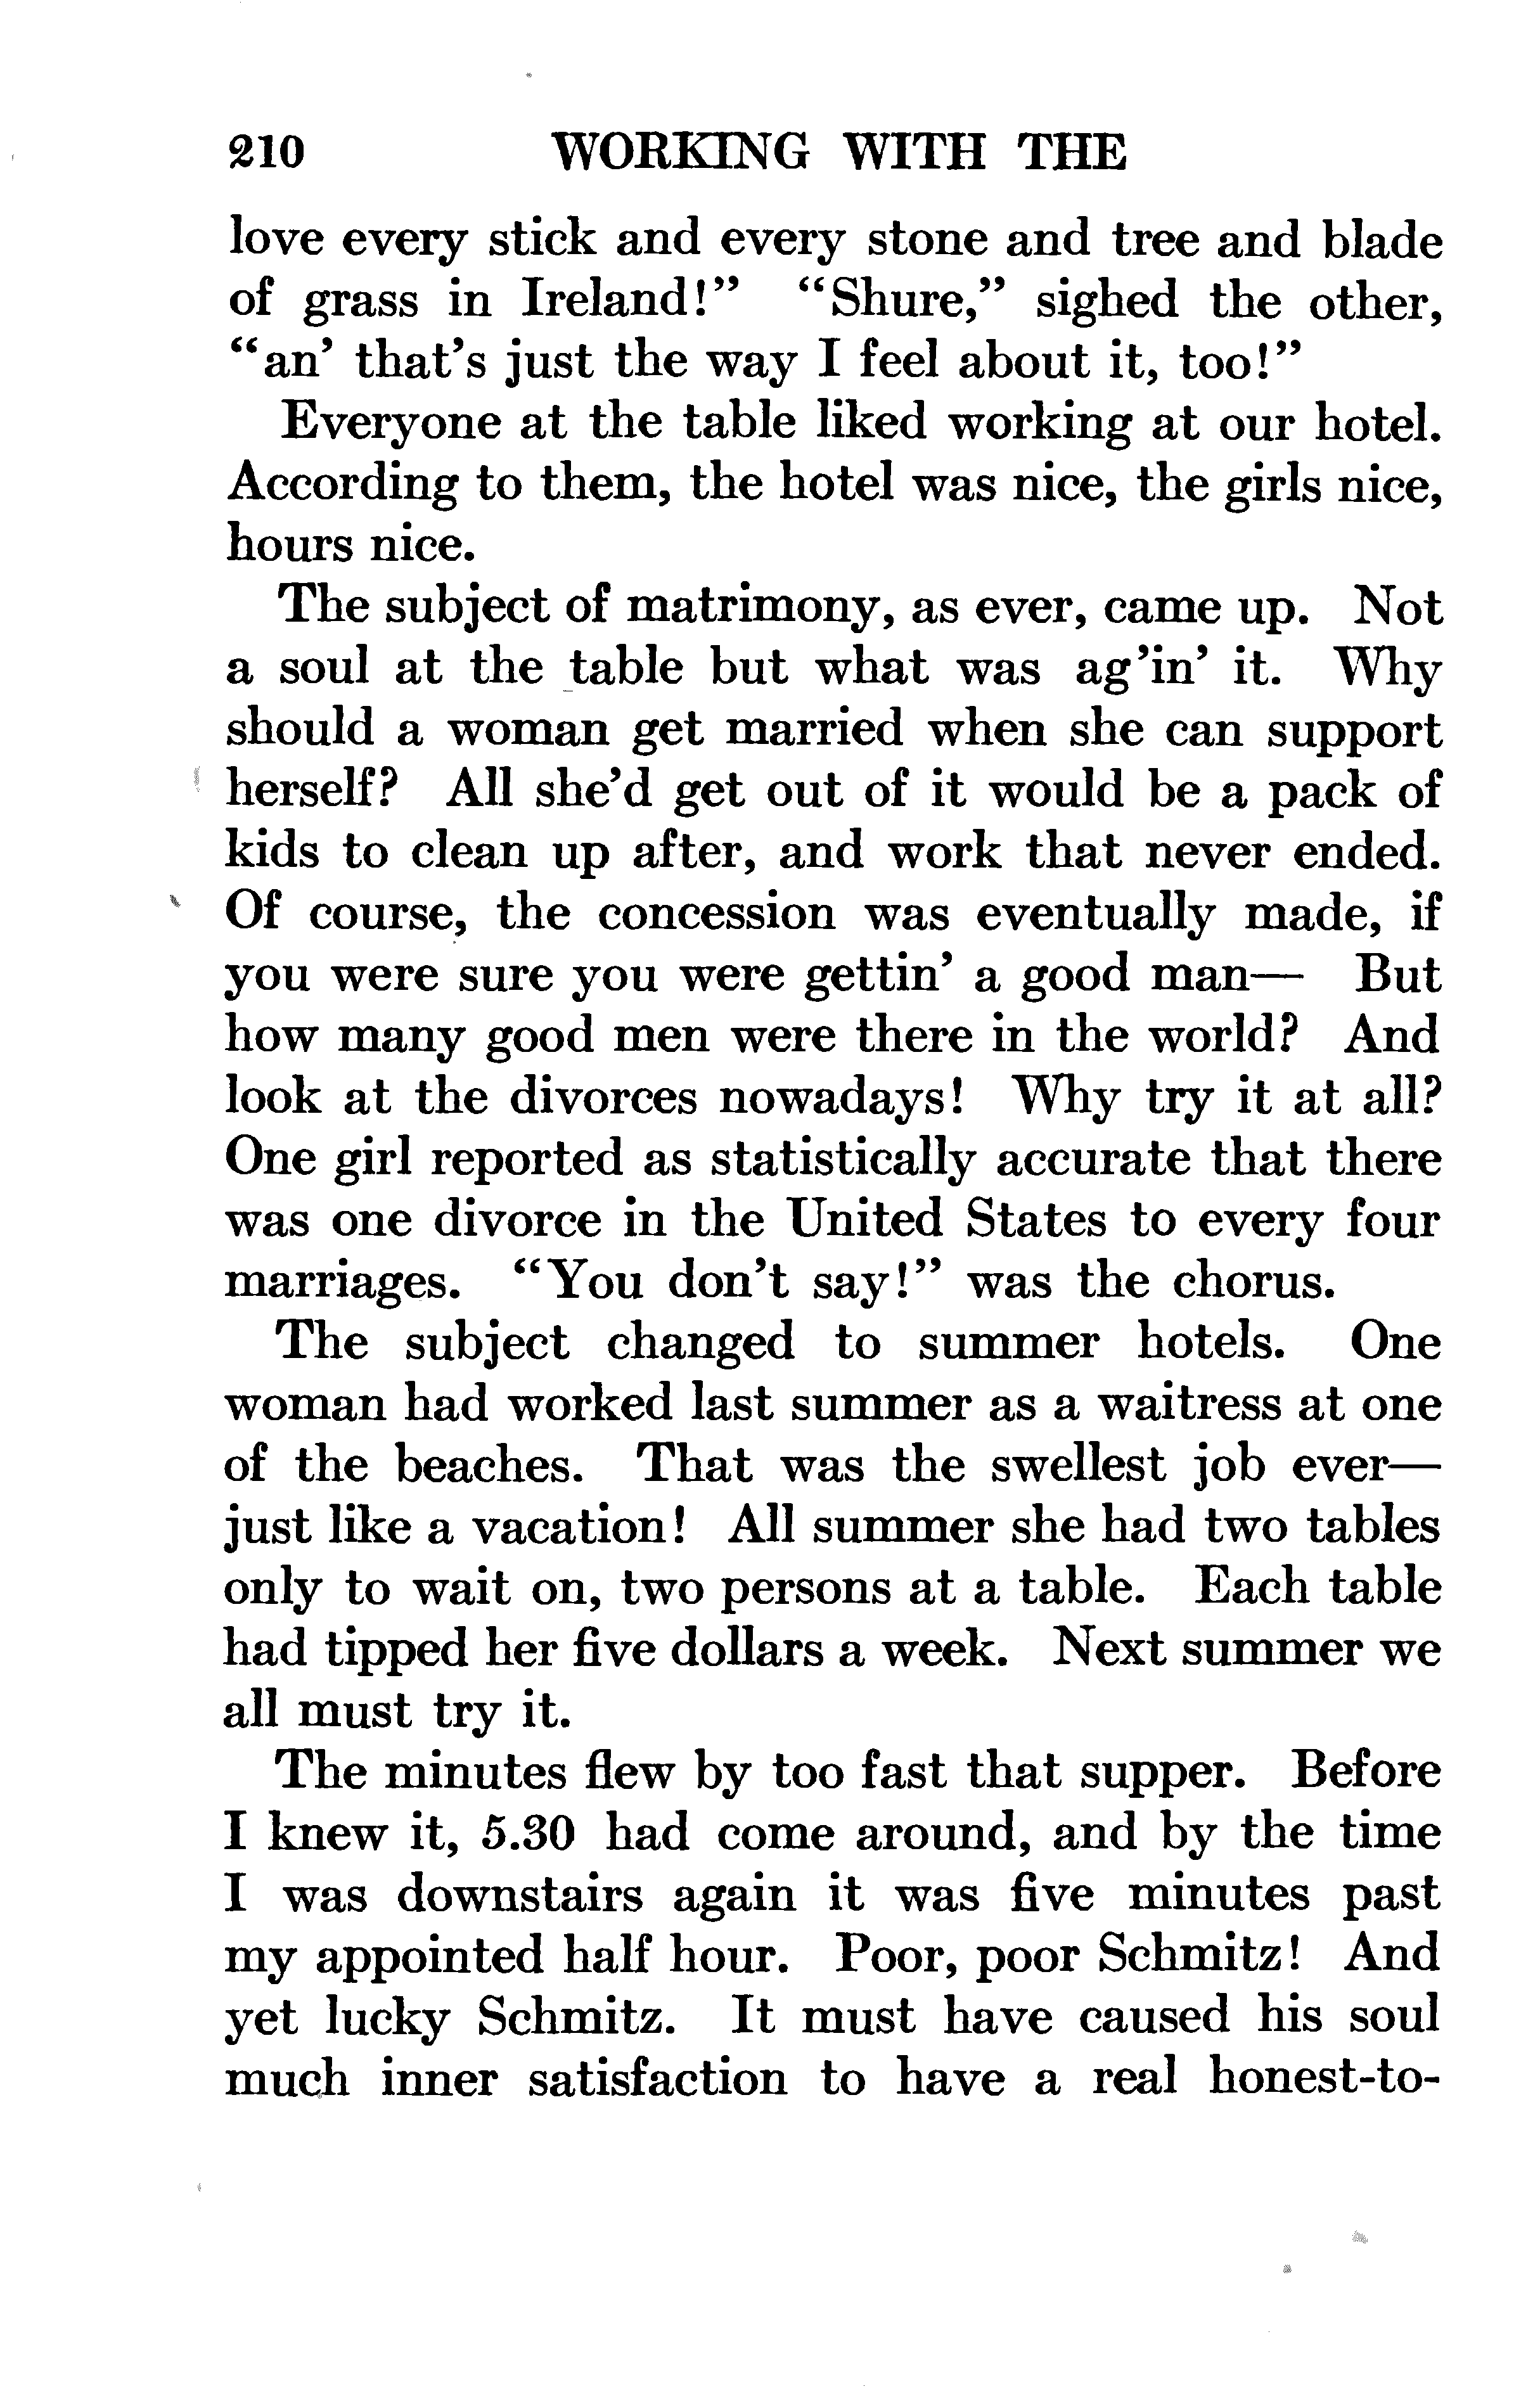 210 WORKING WITH THE
love every stick and every stone and tree and blade
of grass in Ireland!” “Shure,” sighed the other,
“an’ that’s just the way I feel about it, too!”
Everyone at the table liked working at our hotel.
According to them, the hotel was nice, the girls nice,
hours nice.
The subject of matrimony, as ever, came up. Not
a soul at the table but what was ag’in’ it. Why
should a woman get married when she can support
herself? All she’d get out of it would be a pack of
kids to clean up after, and work that never ended.
Of course, the concession was eventually made, if
you were sure you were gettin’ a good man— But
how many good men were there in the world? And
look at the divorces nowadays! Why try it at all?
One girl reported as statistically accurate that there
was one divorce in the United States to every four
marriages. “You don’t say!” was the chorus.
The subject changed to summer hotels. One
woman had worked last summer as a waitress at one
of the beaches. That was the swellest job ever—
just like a vacation! All summer she had two tables
only to wait on, two persons at a table. Each table
had tipped her five dollars a week. Next summer we
all must try it.
The minutes flew by too fast that supper. Before
I knew it, 5.30 had come around, and by the time
I was downstairs again it was five minutes past
my appointed half hour. Poor, poor Schmitz! And
yet lucky Schmitz. It must have caused his soul
much inner satisfaction to have a real honest-to-